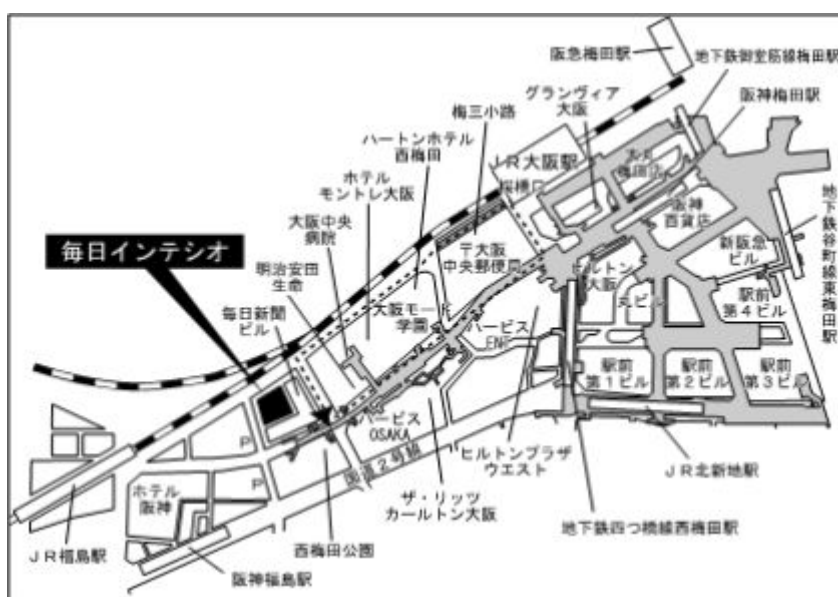 阪急梅田駅
地下鉄御堂筋線梅田駅
グランヴィア
大阪
阪神梅田駅
梅三小路
ハートンホテル
西梅田
JR大阪駅
桜橋口
大丸
梅田店
ホテル
モントレ大阪
阪神
百貨店
地下鉄谷町線東梅田駅
大阪中央
病院
毎日インテシオ
〒大阪
中央郵便局
新阪急
ビル
明治安田
生命
ヒルトン
大阪
丸ビル
駅前
第4ビル
毎日新聞
ビル
大阪モード
学園
ハービス
ENT
駅前
第1ビル
駅前
第2ビル
駅前
第3ビル
ハービス
OSAKA
P
国道2号線
ヒルトンプラザ
ウエスト
JR北新地駅
P
ホテル
阪神
ザ・リッツ
カールトン大阪
地下鉄四つ橋線西梅田駅
JR福島駅
西梅田公園
阪神福島駅